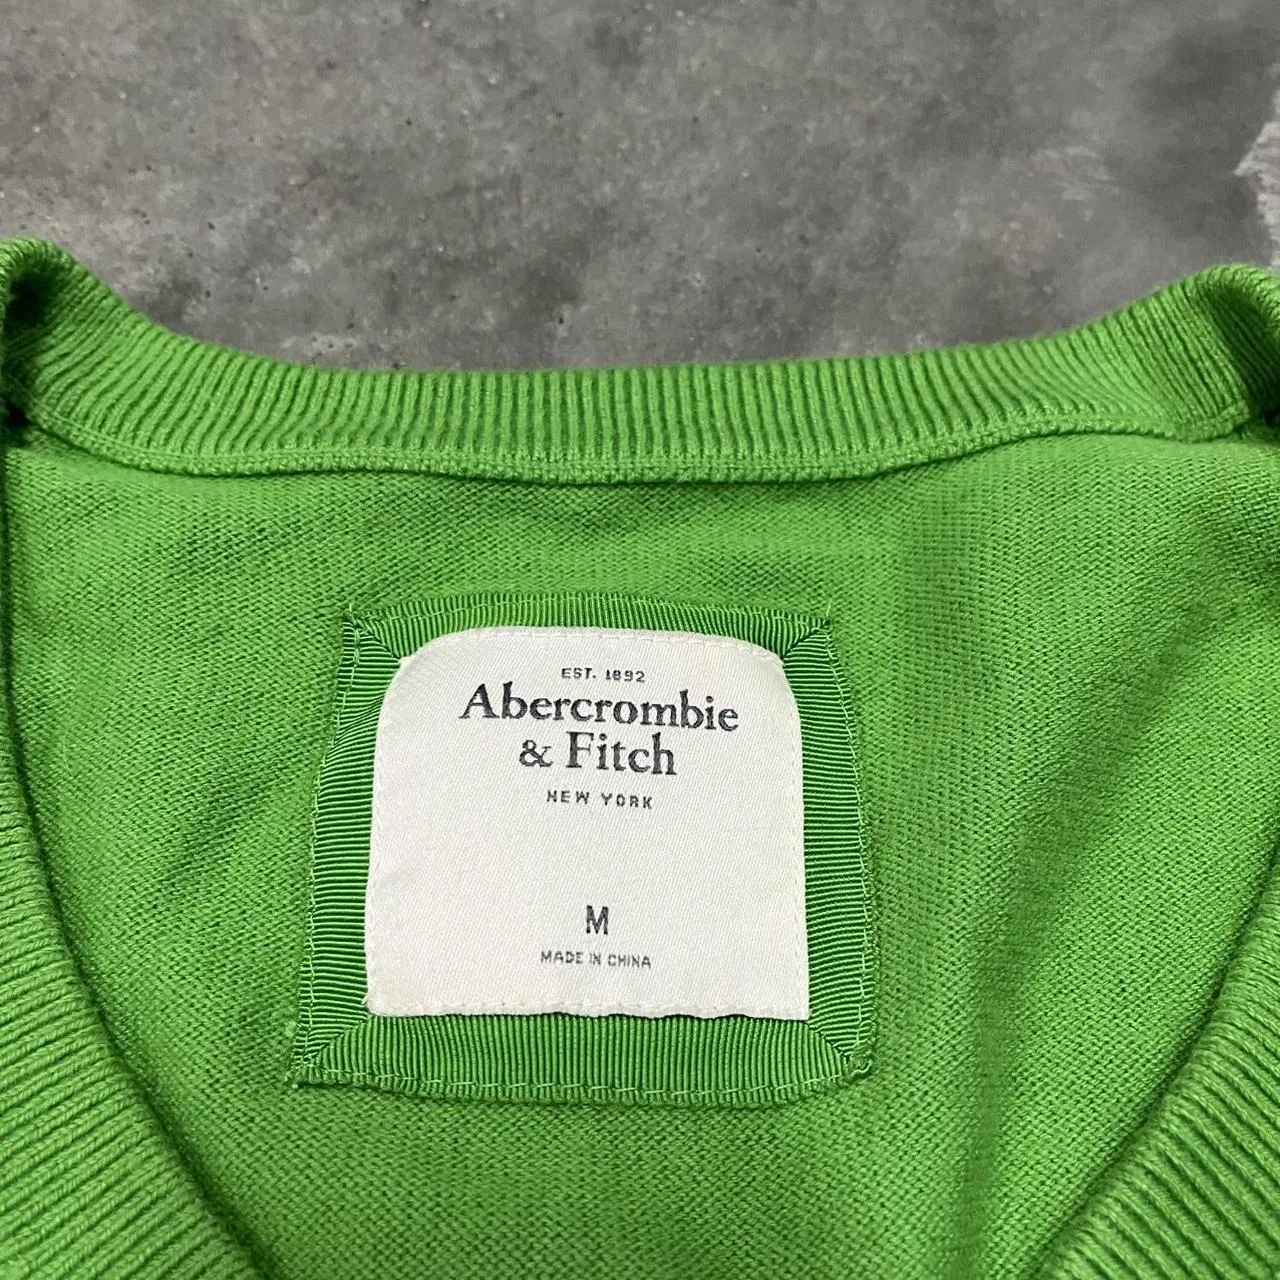 EST. 1892
Abercrombie
& Fitch
NEW YORK
M
MADE IN CHINA